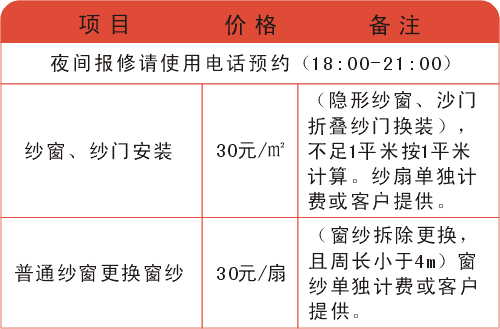 项目 价格 备注
夜间报修请使用电话预约(18:00-21:00)
纱窗、纱门安装 30元/㎡
(隐形纱窗、沙门
折叠纱门换装),
不足1平米按1平米
计算。纱扇单独计
费或客户提供。
普通纱窗更换窗纱 30元/扇
(窗纱拆除更换,
且周长小于4m)窗
纱单独计费或客户
提供。